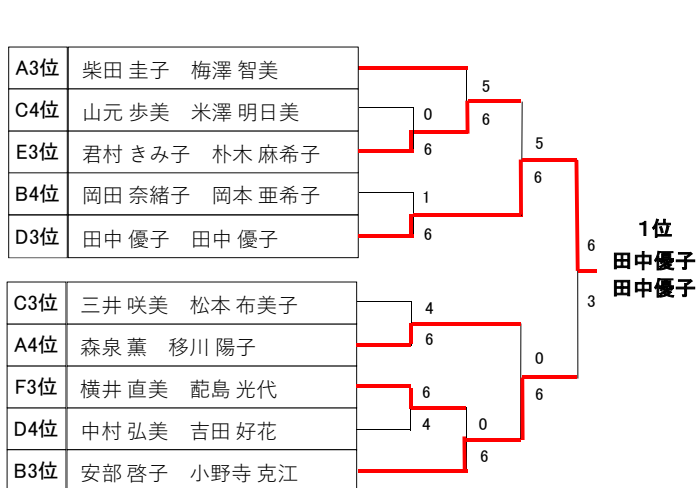 A3位 柴田 圭子 梅澤 智美
5
C4位 山元 歩美 米澤 明日美
0
6
E3位 君村 きみ子 朴木 麻希子
6
5
6
B4位 岡田 奈緒子 岡本 亜希子
1
D3位 田中 優子 田中 優子
6
1位
6
田中優子
田中優子
3
C3位 三井 咲美 松本 布美子
4
A4位 森泉 薫 移川 陽子
6
0
F3位 横井 直美 蓜島 光代
6
6
D4位 中村 弘美 吉田 好花
4
0
B3位 安部 啓子 小野寺 克江
6